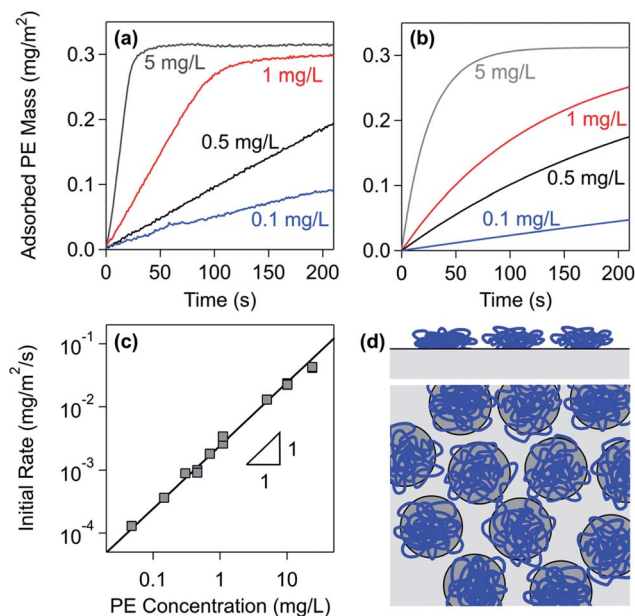 (a)
5 mg/L
1 mg/L
0.5 mg/L
0.1 mg/L
Adsorbed PE Mass (mg/m²)
0.3
0.2
0.1
0.0
0 50 100 150 200
Time (s)
(b)
5 mg/L
1 mg/L
0.5 mg/L
0.1 mg/L
0.3
0.2
0.1
0.0
0 50 100 150 200
Time (s)
(c)
Initial Rate (mg/m²/s)
10⁻¹
10⁻²
10⁻³
10⁻⁴
1
1
0.1 1 10
PE Concentration (mg/L)
(d)